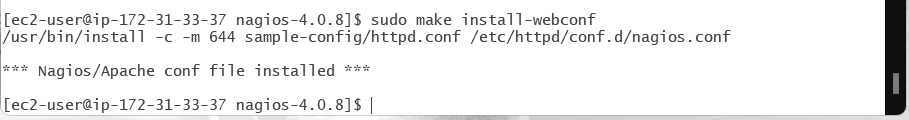 [ec2-user@ip-172-31-33-37 nagios-4.0.8]$ sudo make install-webconf
/usr/bin/install -c -m 644 sample-config/httpd.conf /etc/httpd/conf.d/nagios.conf
*** Nagios/Apache conf file installed ***
[ec2-user@ip-172-31-33-37 nagios-4.0.8]$